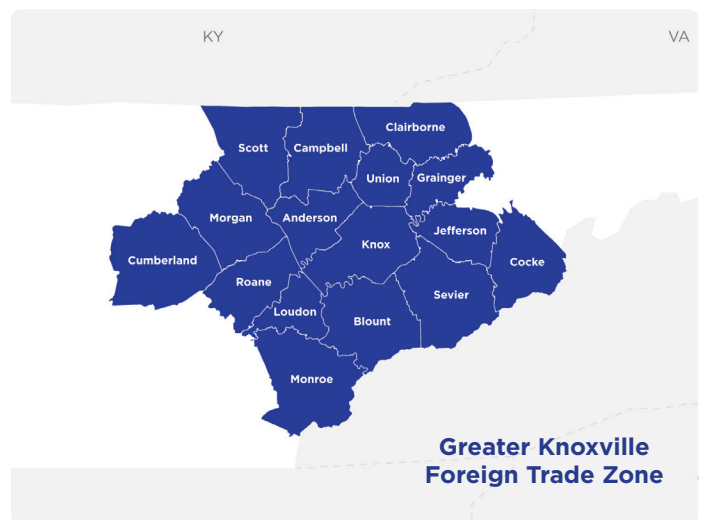 KY
VA
Clairborne
Scott
Campbell
Union
Grainger
Morgan
Anderson
Jefferson
Knox
Cumberland
Cocke
Roane
Sevier
Loudon
Blount
Monroe
Greater Knoxville
Foreign Trade Zone